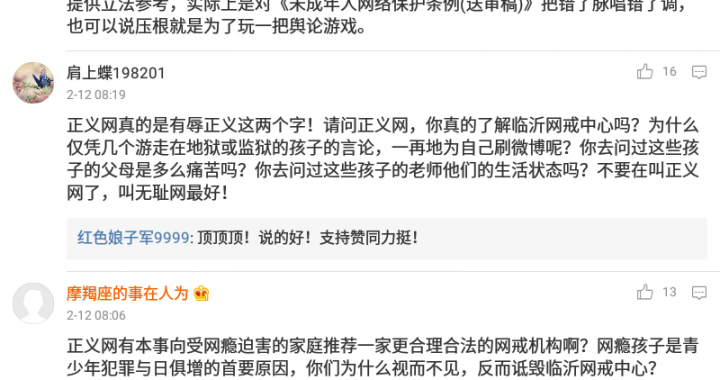 提供立法参考，实际上是对《未成年人网络保护条例(送审稿)》把错了脉唱错了调，
也可以说压根就是为了玩一把舆论游戏。
肩上蝶198201
16
2-12 08:19
正义网真的是有辱正义这两个字！请问正义网，你真的了解临沂网戒中心吗？为什么
仅凭几个游走在地狱或监狱的孩子的言论，一再地为自己刷微博呢？你去问过这些孩
子的父母是多么痛苦吗？你去问过这些孩子的老师他们的生活状态吗？不要在叫正义
网了，叫无耻网最好！
红色娘子军9999: 顶顶顶！说的好！支持赞同力挺！
摩羯座的事在人为
13
2-12 08:06
正义网有本事向受网瘾迫害的家庭推荐一家更合理合法的网戒机构啊？网瘾孩子是青
少年犯罪与日俱增的首要原因，你们为什么视而不见，反而诋毁临沂网戒中心？